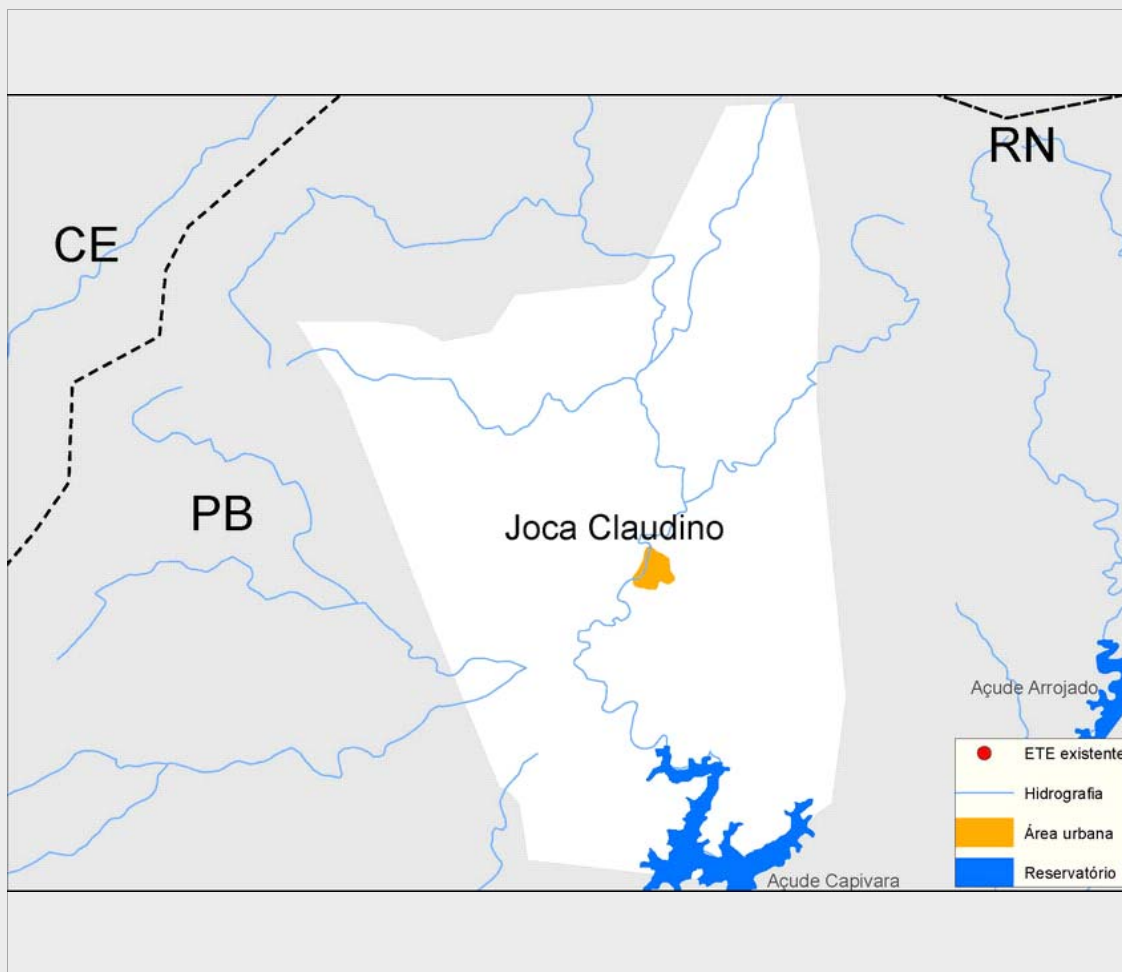 RN
CE
PB
Joca Claudino
Açude Arrojado
ETE existente
Hidrografia
Área urbana
Reservatório
Açude Capivara